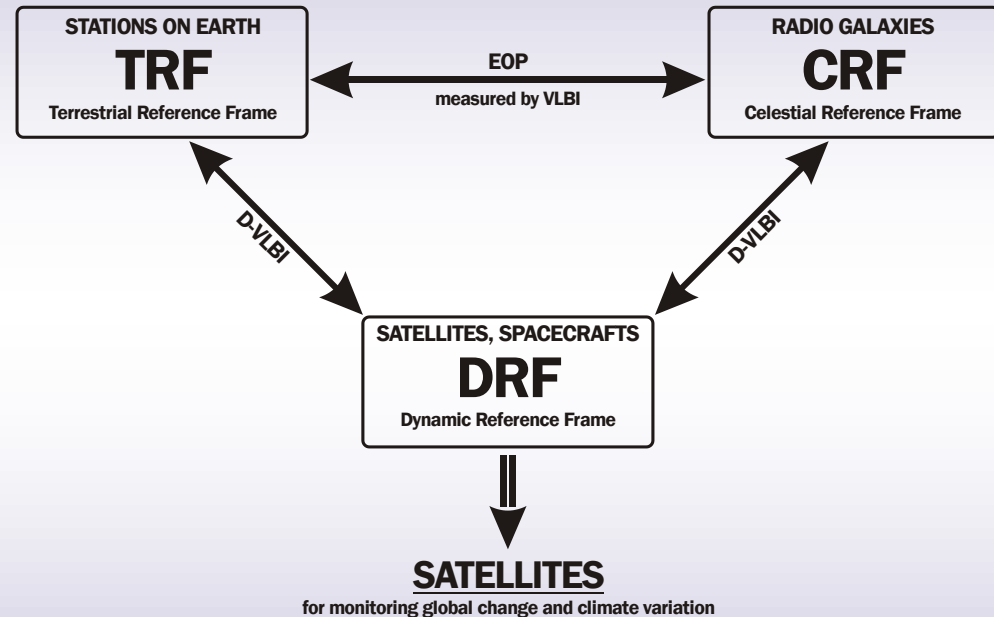 STATIONS ON EARTH
TRF
Terrestrial Reference Frame
EOP
measured by VLBI
RADIO GALAXIES
CRF
Celestial Reference Frame
D-VLBI
D-VLBI
SATELLITES, SPACECRAFTS
DRF
Dynamic Reference Frame
SATELLITES
for monitoring global change and climate variation